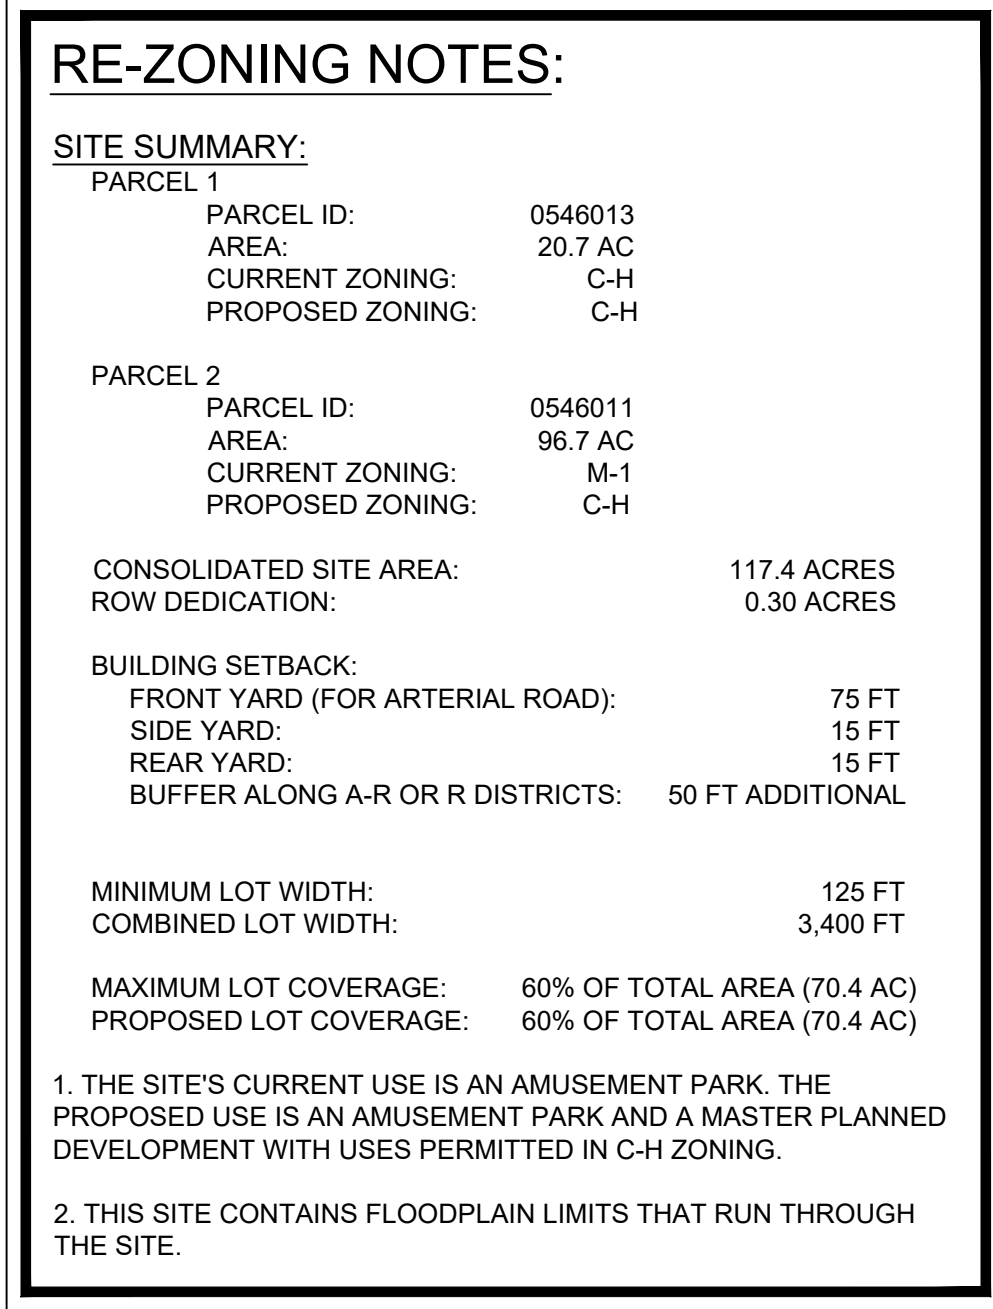 RE-ZONING NOTES:
SITE SUMMARY:
PARCEL 1
PARCEL ID: 0546013
AREA: 20.7 AC
CURRENT ZONING: C-H
PROPOSED ZONING: C-H
PARCEL 2
PARCEL ID: 0546011
AREA: 96.7 AC
CURRENT ZONING: M-1
PROPOSED ZONING: C-H
CONSOLIDATED SITE AREA: 117.4 ACRES
ROW DEDICATION: 0.30 ACRES
BUILDING SETBACK:
FRONT YARD (FOR ARTERIAL ROAD): 75 FT
SIDE YARD: 15 FT
REAR YARD: 15 FT
BUFFER ALONG A-R OR R DISTRICTS: 50 FT ADDITIONAL
MINIMUM LOT WIDTH: 125 FT
COMBINED LOT WIDTH: 3,400 FT
MAXIMUM LOT COVERAGE: 60% OF TOTAL AREA (70.4 AC)
PROPOSED LOT COVERAGE: 60% OF TOTAL AREA (70.4 AC)
1. THE SITE'S CURRENT USE IS AN AMUSEMENT PARK. THE
PROPOSED USE IS AN AMUSEMENT PARK AND A MASTER PLANNED
DEVELOPMENT WITH USES PERMITTED IN C-H ZONING.
2. THIS SITE CONTAINS FLOODPLAIN LIMITS THAT RUN THROUGH
THE SITE.